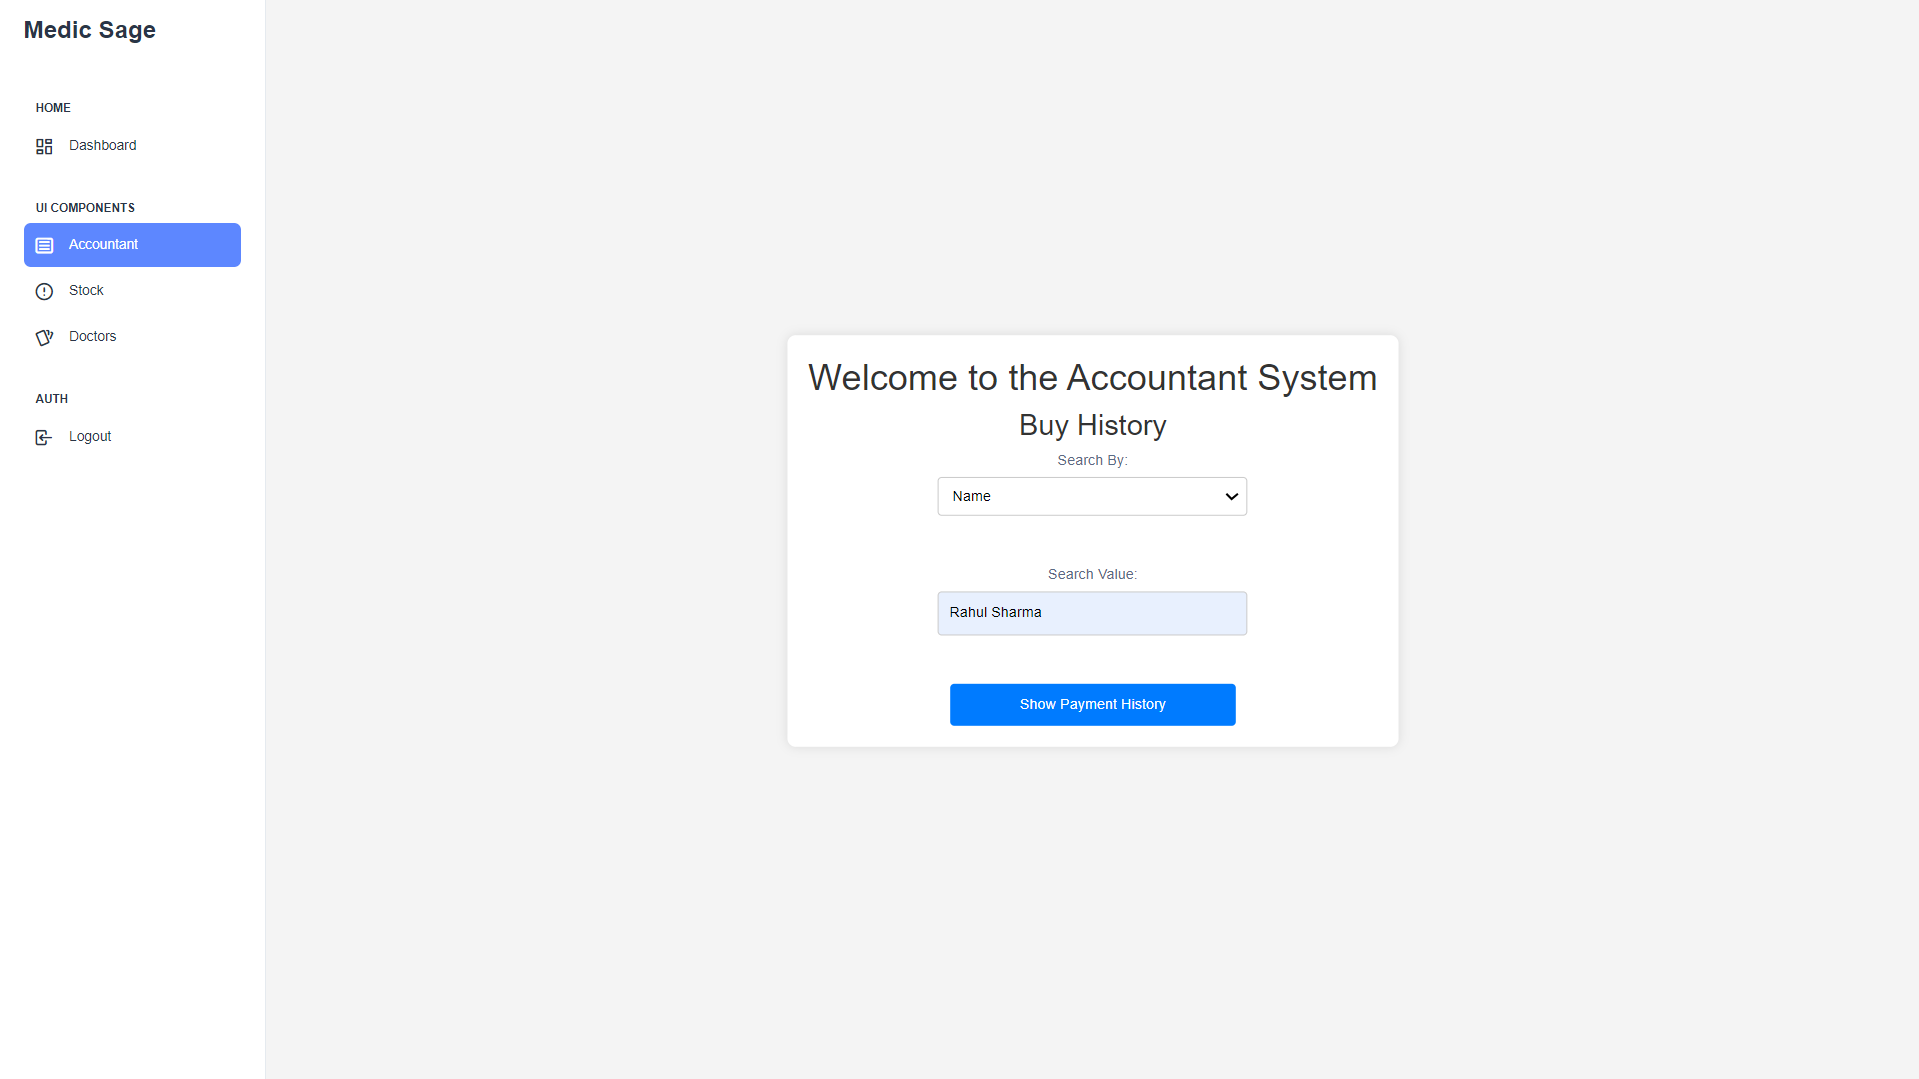 Medic Sage
HOME
Dashboard
UI COMPONENTS
Accountant
Stock
Doctors
AUTH
Logout
Welcome to the Accountant System
Buy History
Search By:
Name
Search Value:
Rahul Sharma
Show Payment History